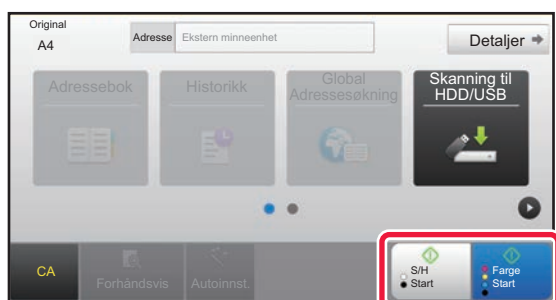 Original
A4
Adresse
Ekstern minneenhet
Detaljer
Adressebok
Historikk
Global
Adressesøkning
Skanning til
HDD/USB
CA
Forhåndsvis
Autoinnst.
S/H
Start
Farge
Start